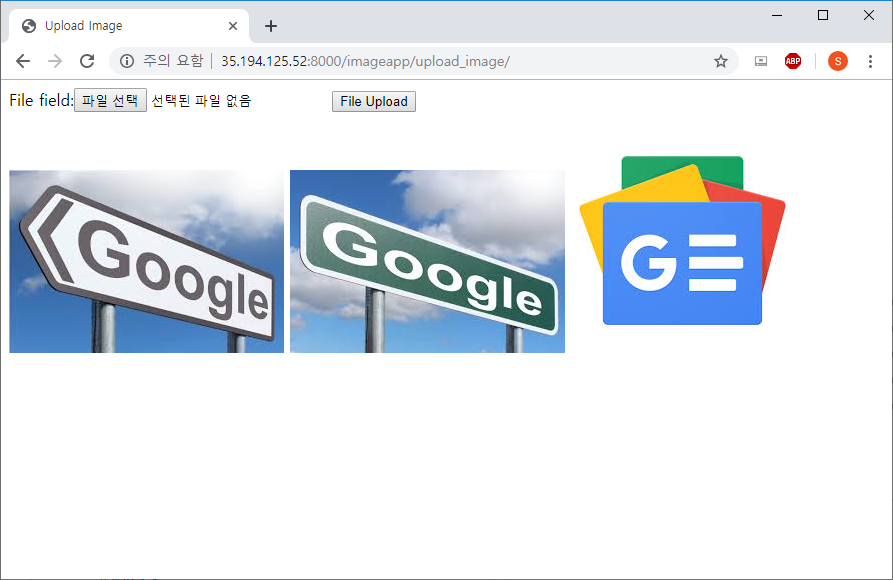 Upload Image
주의 요함 | 35.194.125.52:8000/imageapp/upload_image/
ABP
S
File field: 파일 선택 선택된 파일 없음 File Upload
Google
Google
G